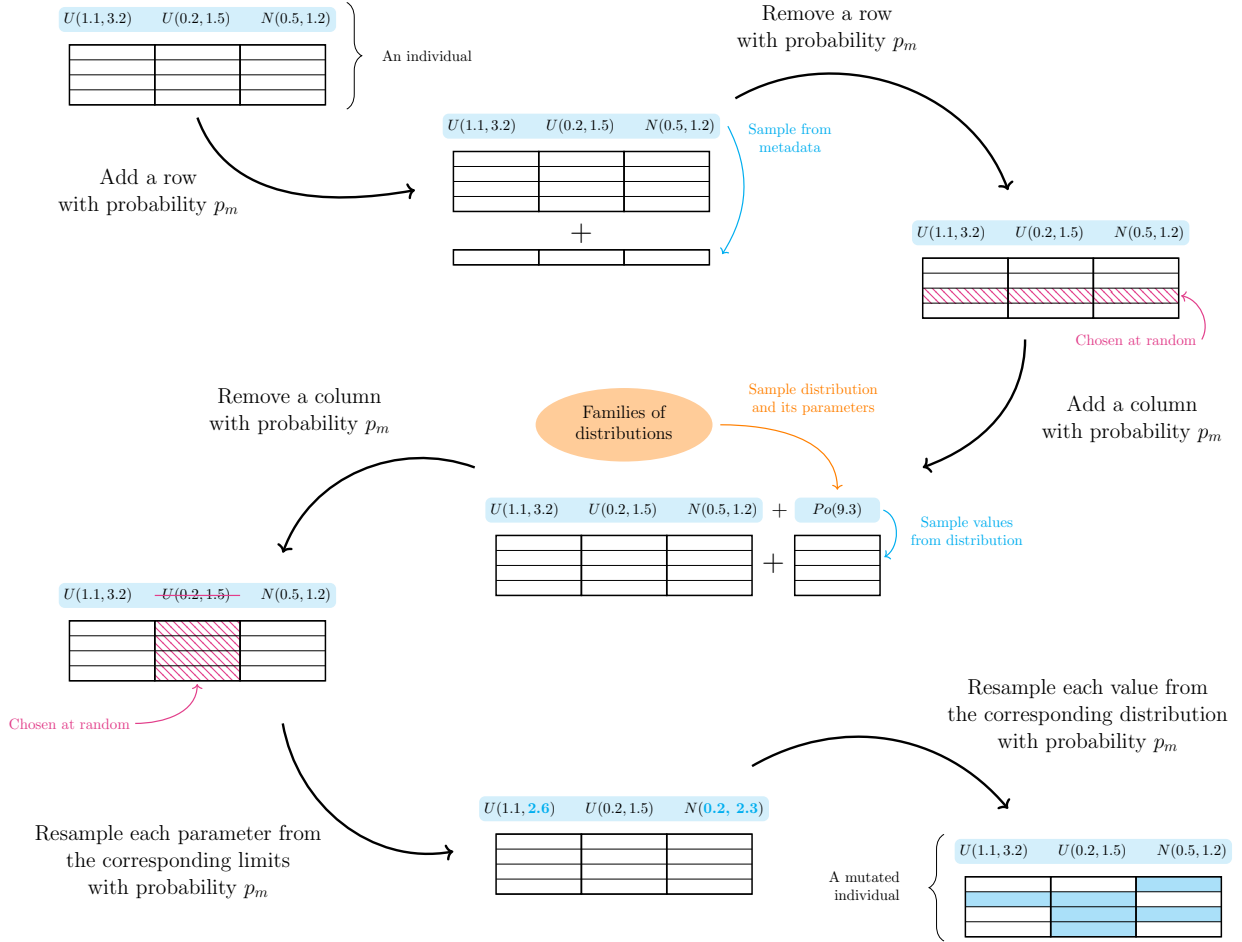 U(1.1, 3.2) U(0.2, 1.5) N(0.5, 1.2)
An individual
Add a row
with probability p_m
U(1.1, 3.2) U(0.2, 1.5) N(0.5, 1.2)
+
Sample from
metadata
Remove a row
with probability p_m
U(1.1, 3.2) U(0.2, 1.5) N(0.5, 1.2)
Chosen at random
Add a column
with probability p_m
Families of
distributions
Sample distribution
and its parameters
U(1.1, 3.2) U(0.2, 1.5) N(0.5, 1.2) + Po(9.3)
+
Sample values
from distribution
Remove a column
with probability p_m
U(1.1, 3.2) U(0.2, 1.5) N(0.5, 1.2)
Chosen at random
Resample each parameter from
the corresponding limits
with probability p_m
U(1.1, 2.6) U(0.2, 1.5) N(0.2, 2.3)
Resample each value from
the corresponding distribution
with probability p_m
U(1.1, 3.2) U(0.2, 1.5) N(0.5, 1.2)
A mutated
individual